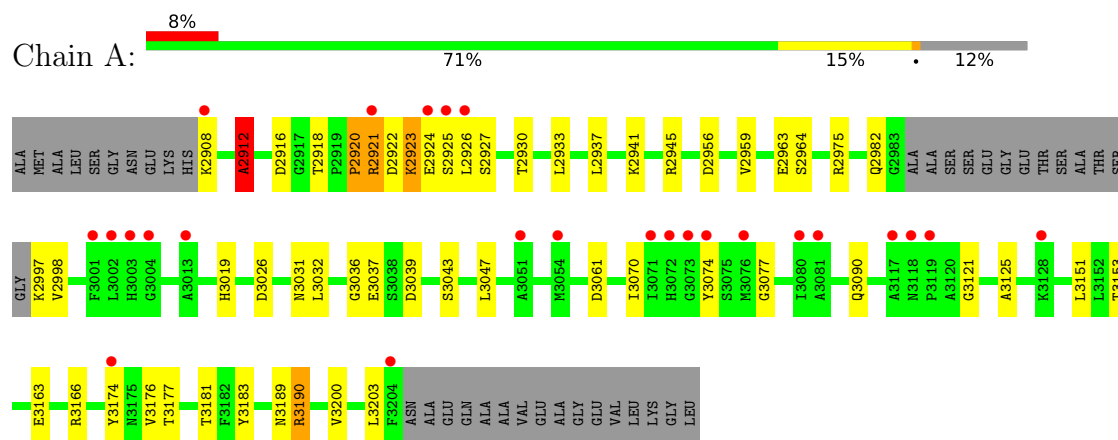 8%
Chain A:
71% 15% • 12%
ALA MET ALA LEU SER GLY ASN GLU LYS HIS K2908 A2912 D2916 G2917 T2918 P2919 P2920 R2921 D2922 K2923 E2924 S2925 L2926 S2927 T2930 L2933 L2937 K2941 R2945 D2956 V2959 E2963 S2964 R2975 Q2982 G2983 ALA ALA SER SER GLU GLY GLU THR SER ALA THR SER
GLY K2997 V2998 F3001 L3002 H3003 G3004 A3013 H3019 D3026 N3031 L3032 G3036 E3037 S3038 D3039 S3043 L3047 A3051 M3054 D3061 I3070 I3071 H3072 G3073 Y3074 S3075 M3076 G3077 I3080 A3081 Q3090 A3117 N3118 P3119 A3120 G3121 A3125 K3128 L3151 L3152 T3153
E3163 R3166 Y3174 N3175 V3176 T3177 T3181 F3182 Y3183 N3189 R3190 V3200 L3203 F3204 ASN ALA GLU GLN ALA ALA VAL GLU ALA GLY GLU VAL LEU LYS GLY LEU